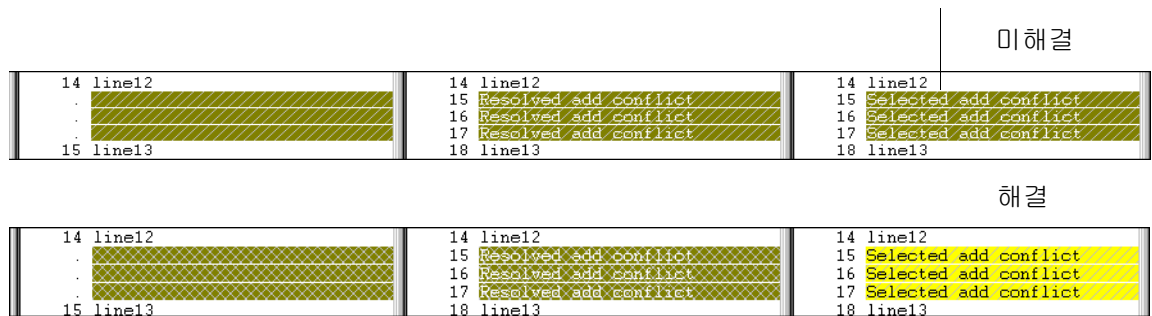 미해결
14 line12 14 line12 14 line12
. 15 Resolved add conflict 15 Selected add conflict
. 16 Resolved add conflict 16 Selected add conflict
. 17 Resolved add conflict 17 Selected add conflict
15 line13 18 line13 18 line13
해결
14 line12 14 line12 14 line12
. 15 Resolved add conflict 15 Selected add conflict
. 16 Resolved add conflict 16 Selected add conflict
. 17 Resolved add conflict 17 Selected add conflict
15 line13 18 line13 18 line13